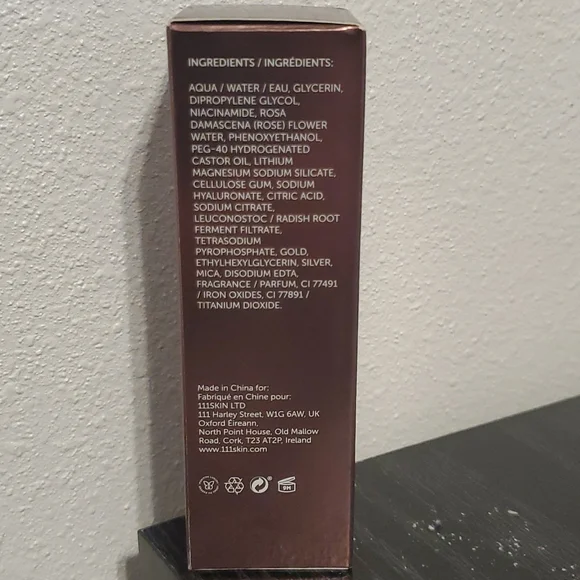 INGREDIENTS / INGRÉDIENTS:
AQUA / WATER / EAU, GLYCERIN,
DIPROPYLENE GLYCOL,
NIACINAMIDE, ROSA
DAMASCENA (ROSE) FLOWER
WATER, PHENOXYETHANOL,
PEG-40 HYDROGENATED
CASTOR OIL, LITHIUM
MAGNESIUM SODIUM SILICATE,
CELLULOSE GUM, SODIUM
HYALURONATE, CITRIC ACID,
SODIUM CITRATE,
LEUCONOSTOC / RADISH ROOT
FERMENT FILTRATE,
TETRASODIUM
PYROPHOSPHATE, GOLD,
ETHYLHEXYLGLYCERIN, SILVER,
MICA, DISODIUM EDTA,
FRAGRANCE / PARFUM, CI 77491
/ IRON OXIDES, CI 77891 /
TITANIUM DIOXIDE.
Made in China for:
Fabriqué en Chine pour:
111SKIN LTD
111 Harley Street, W1G 6AW, UK
Oxford Éireann,
North Point House, Old Mallow
Road, Cork, T23 AT2P, Ireland
www.111skin.com
9M